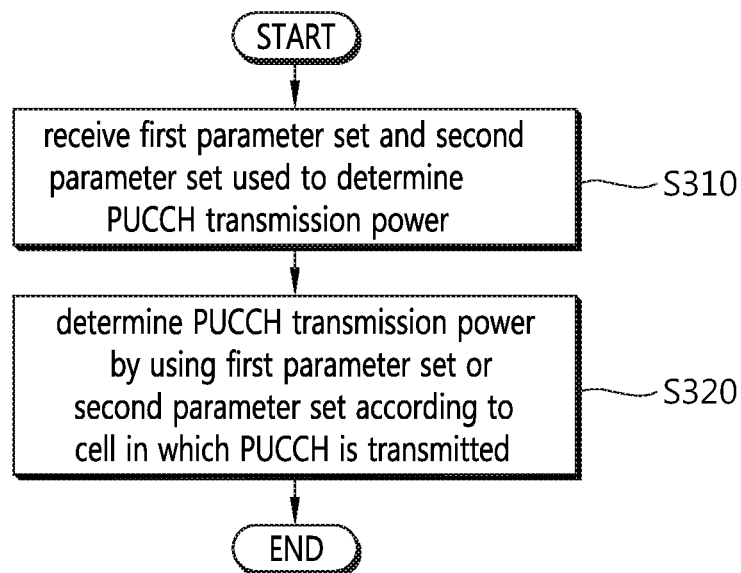 START
receive first parameter set and second
parameter set used to determine
PUCCH transmission power
S310
determine PUCCH transmission power
by using first parameter set or
second parameter set according to
cell in which PUCCH is transmitted
S320
END